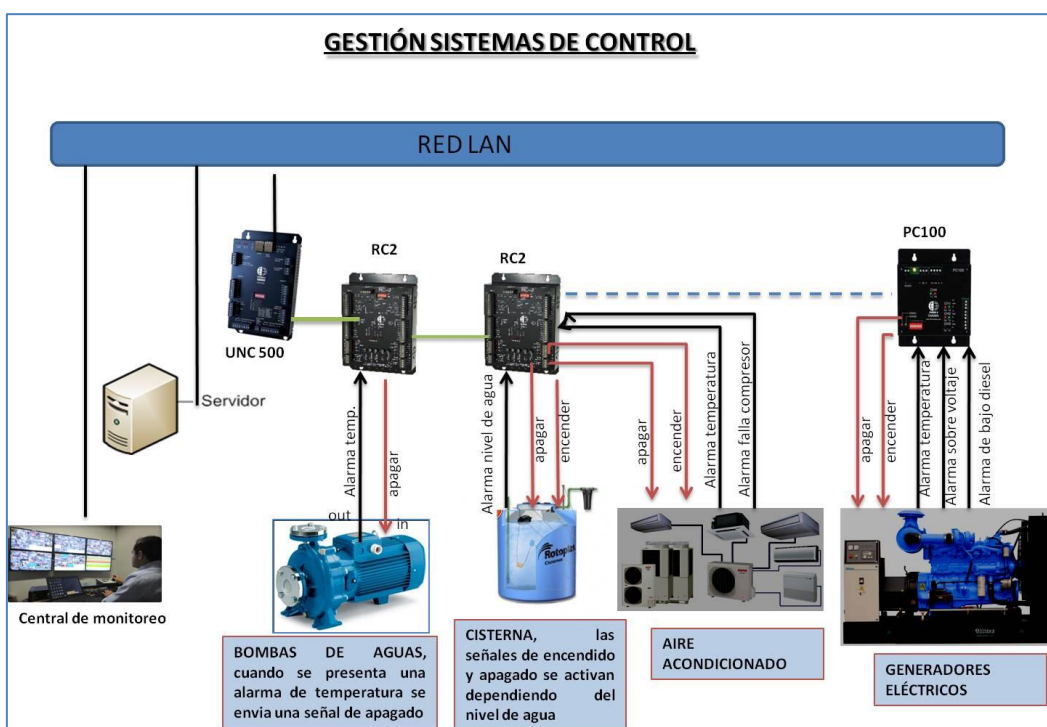 GESTIÓN SISTEMAS DE CONTROL
RED LAN
RC2
RC2
PC100
UNC 500
Servidor
Alarma temp.
apagar
out
in
Alarma nivel de agua
apagar
encender
apagar
encender
Alarma temperatura
Alarma falla compresor
apagar
encender
Alarma temperatura
Alarma sobre voltaje
Alarma de bajo diesel
Rotoplas
Central de monitoreo
BOMBAS DE AGUAS,
cuando se presenta una
alarma de temperatura se
envia una señal de apagado
CISTERNA, las
señales de encendido
y apagado se activan
dependiendo del
nivel de agua
AIRE
ACONDICIONADO
GENERADORES
ELÉCTRICOS